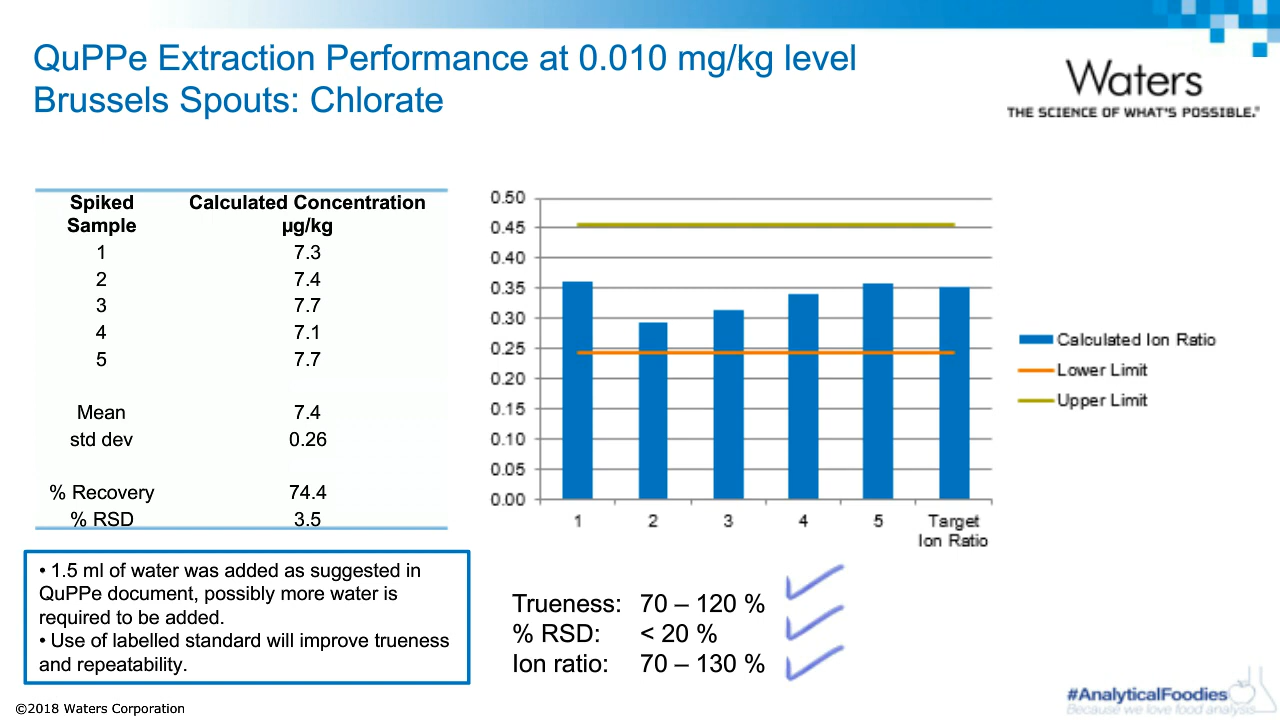 QuPPe Extraction Performance at 0.010 mg/kg level
Brussels Spouts: Chlorate
Waters
THE SCIENCE OF WHAT'S POSSIBLE.®
Spiked Sample Calculated Concentration µg/kg
1 7.3
2 7.4
3 7.7
4 7.1
5 7.7
Mean 7.4
std dev 0.26
% Recovery 74.4
% RSD 3.5
0.50
0.45
0.40
0.35
0.30
0.25
0.20
0.15
0.10
0.05
0.00
1 2 3 4 5 Target Ion Ratio
Calculated Ion Ratio
Lower Limit
Upper Limit
• 1.5 ml of water was added as suggested in
QuPPe document, possibly more water is
required to be added.
• Use of labelled standard will improve trueness
and repeatability.
Trueness: 70 – 120 %
% RSD: < 20 %
Ion ratio: 70 – 130 %
©2018 Waters Corporation
#AnalyticalFoodies
Because we love food analysis